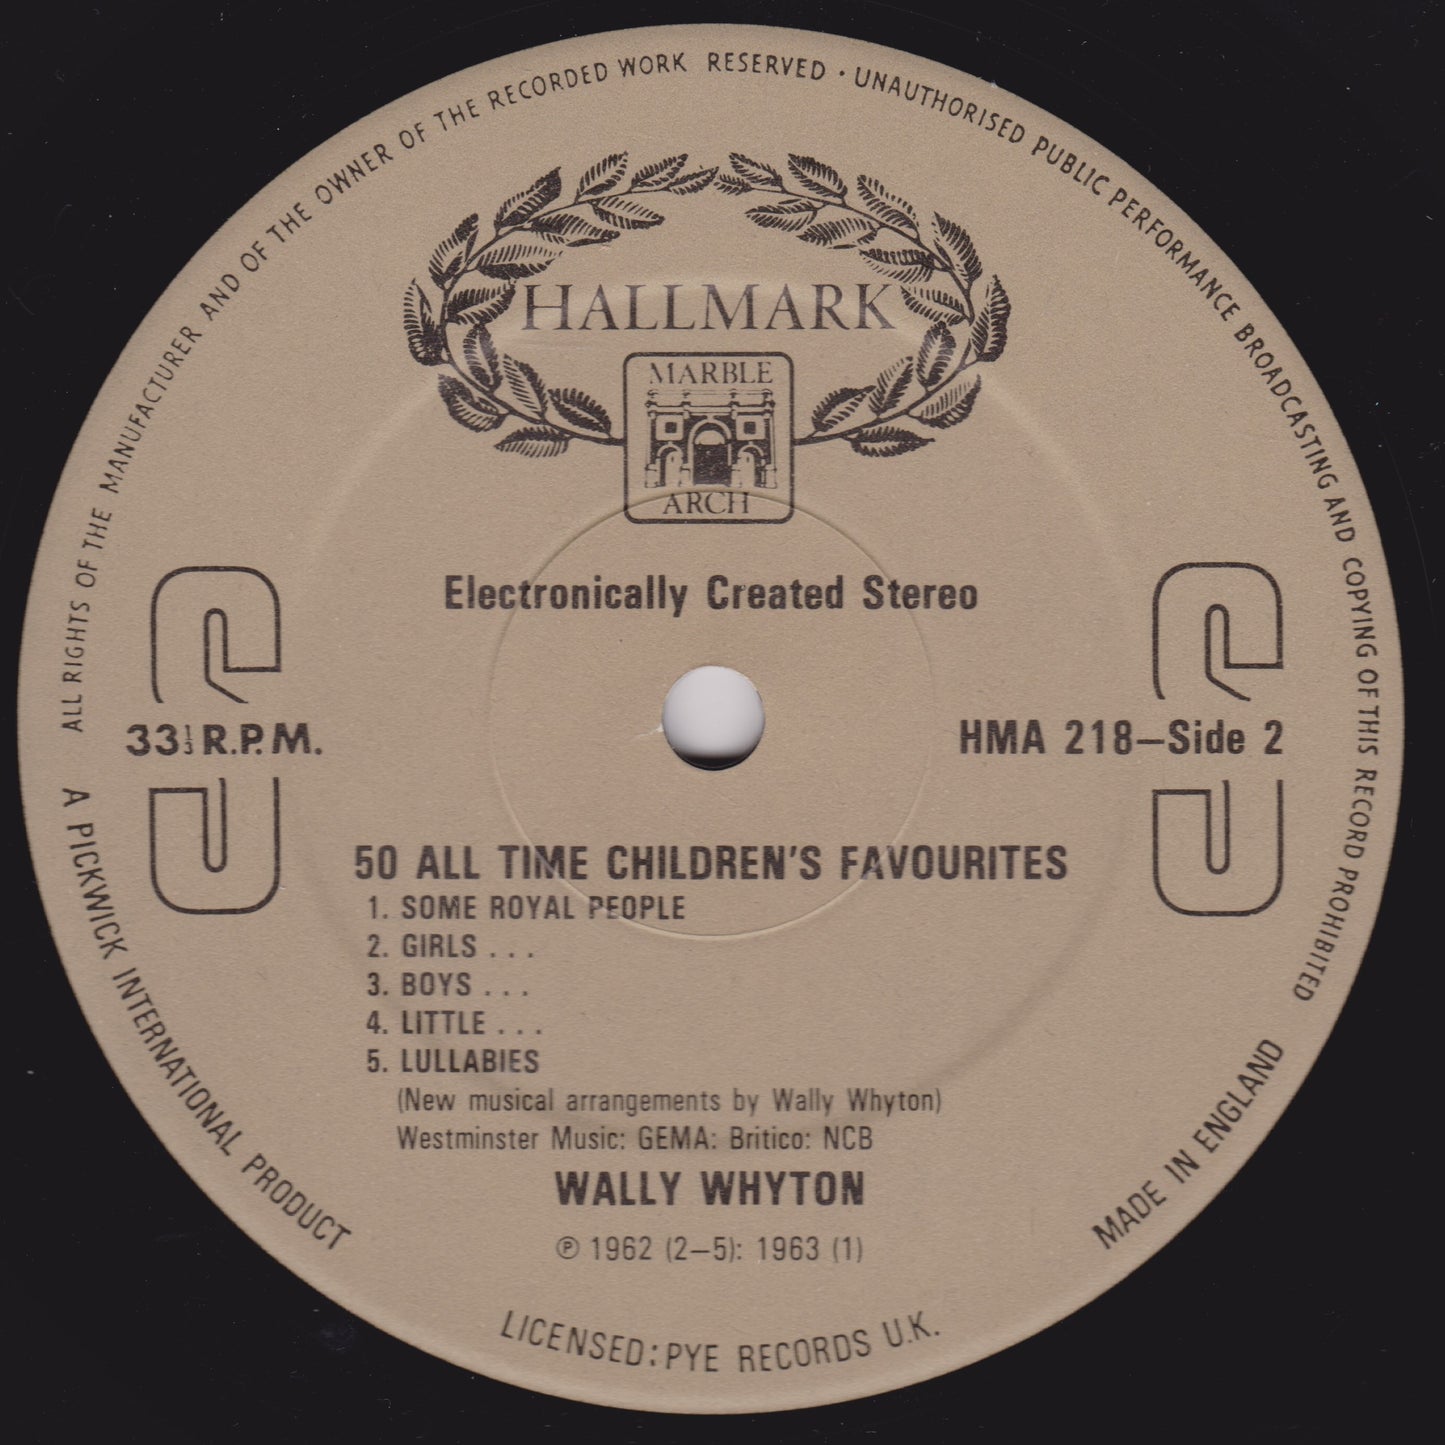 ALL RIGHTS OF THE MANUFACTURER AND OF THE OWNER OF THE RECORDED WORK RESERVED · UNAUTHORISED PUBLIC PERFORMANCE BROADCASTING AND COPYING OF THIS RECORD PROHIBITED
HALLMARK
MARBLE
ARCH
Electronically Created Stereo
S
S
33⅓ R.P.M.
HMA 218–Side 2
50 ALL TIME CHILDREN'S FAVOURITES
1. SOME ROYAL PEOPLE
2. GIRLS . . .
3. BOYS . . .
4. LITTLE . . .
5. LULLABIES
(New musical arrangements by Wally Whyton)
Westminster Music: GEMA: Britico: NCB
WALLY WHYTON
℗ 1962 (2–5): 1963 (1)
A PICKWICK INTERNATIONAL PRODUCT
LICENSED: PYE RECORDS U.K.
MADE IN ENGLAND